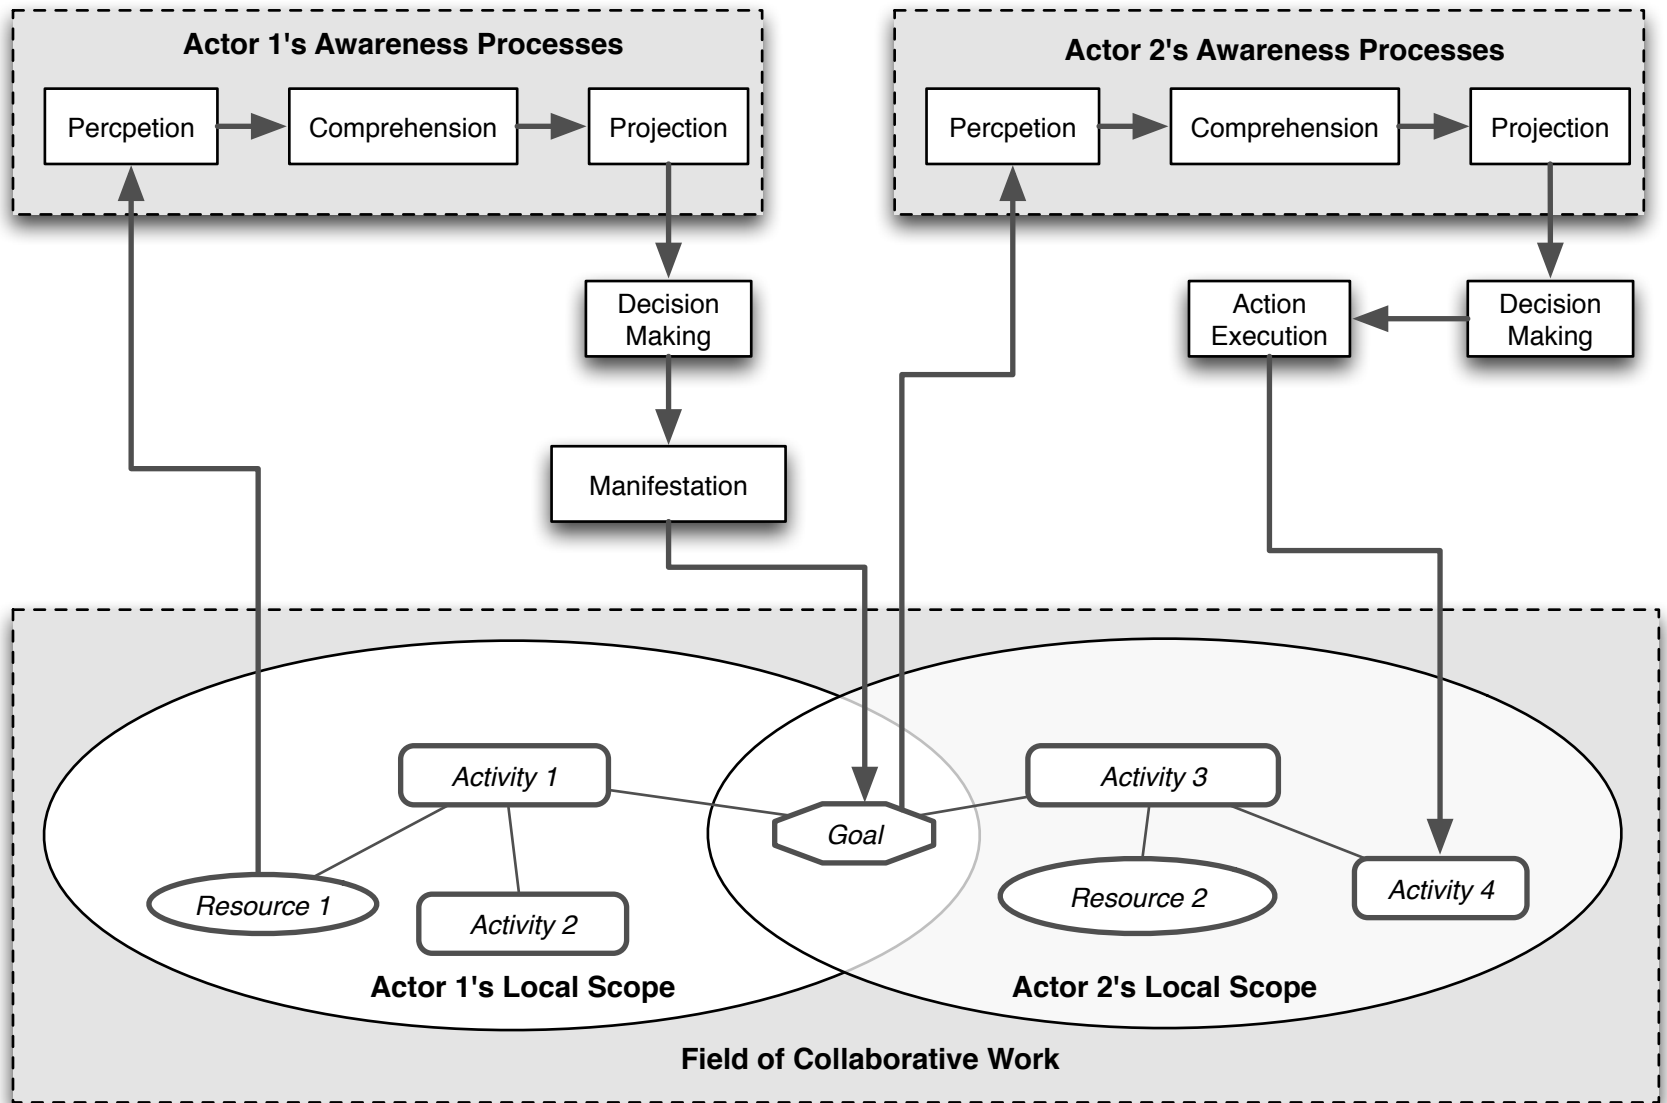 Actor 1's Awareness Processes
Percpetion
Comprehension
Projection
Decision
Making
Manifestation
Actor 2's Awareness Processes
Percpetion
Comprehension
Projection
Decision
Making
Action
Execution
Activity 1
Resource 1
Activity 2
Actor 1's Local Scope
Goal
Activity 3
Resource 2
Activity 4
Actor 2's Local Scope
Field of Collaborative Work